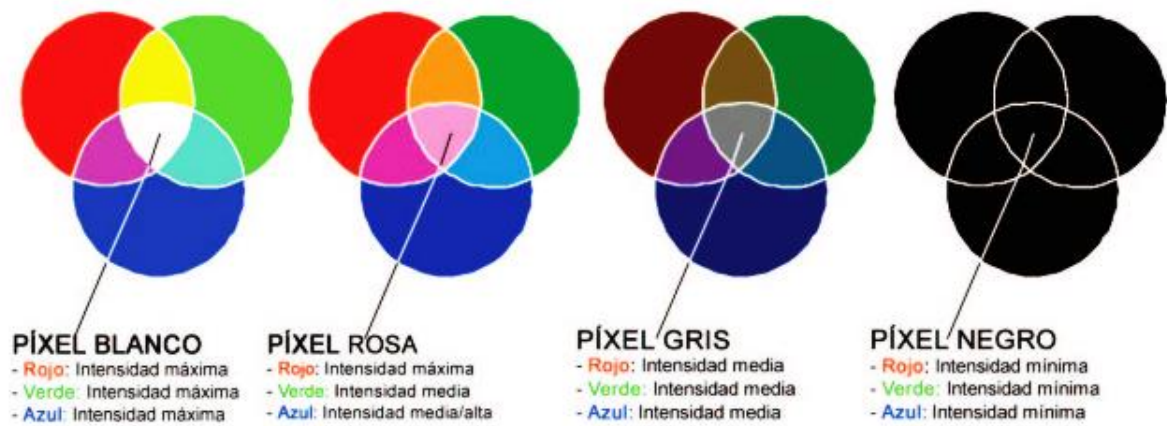 PÍXEL BLANCO
- Rojo: Intensidad máxima
- Verde: Intensidad máxima
- Azul: Intensidad máxima
PÍXEL ROSA
- Rojo: Intensidad máxima
- Verde: Intensidad media
- Azul: Intensidad media/alta
PÍXEL GRIS
- Rojo: Intensidad media
- Verde: Intensidad media
- Azul: Intensidad media
PÍXEL NEGRO
- Rojo: Intensidad mínima
- Verde: Intensidad mínima
- Azul: Intensidad mínima